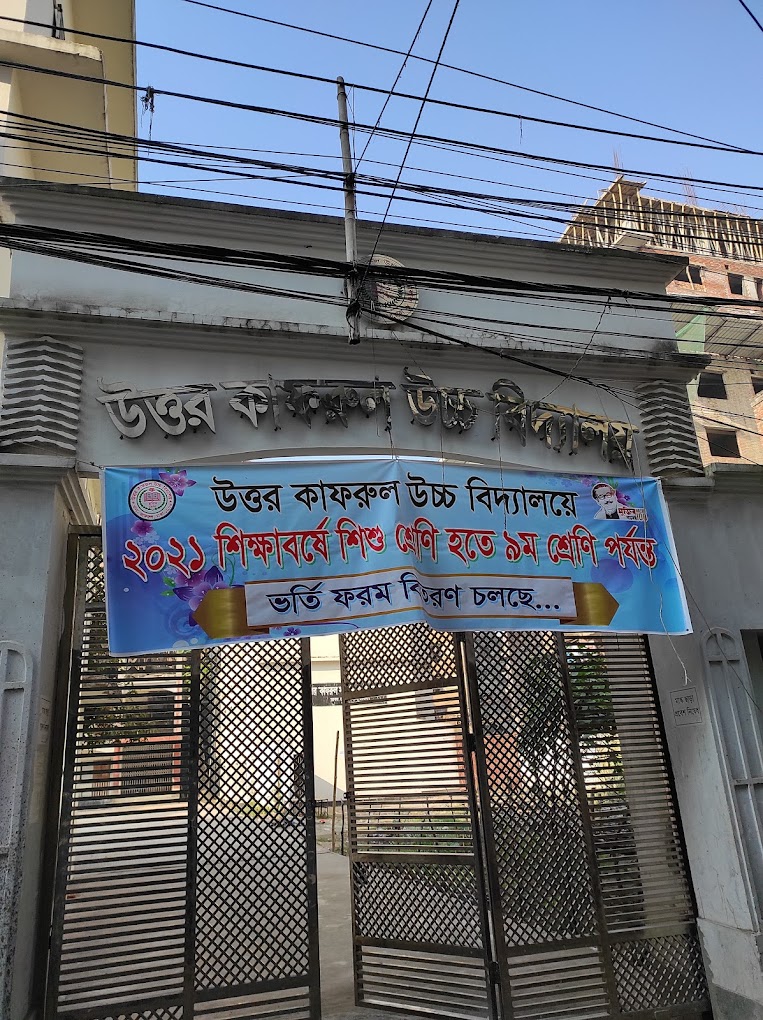 উত্তর কাফরুল উচ্চ বিদ্যালয়
উত্তর কাফরুল উচ্চ বিদ্যালয়ে
২০২১ শিক্ষাবর্ষে শিশু শ্রেণি হতে ৯ম শ্রেণি পর্যন্ত
ভর্তি ফরম বিতরণ চলছে...
মাস্ক ছাড়া
প্রবেশ নিষেধ